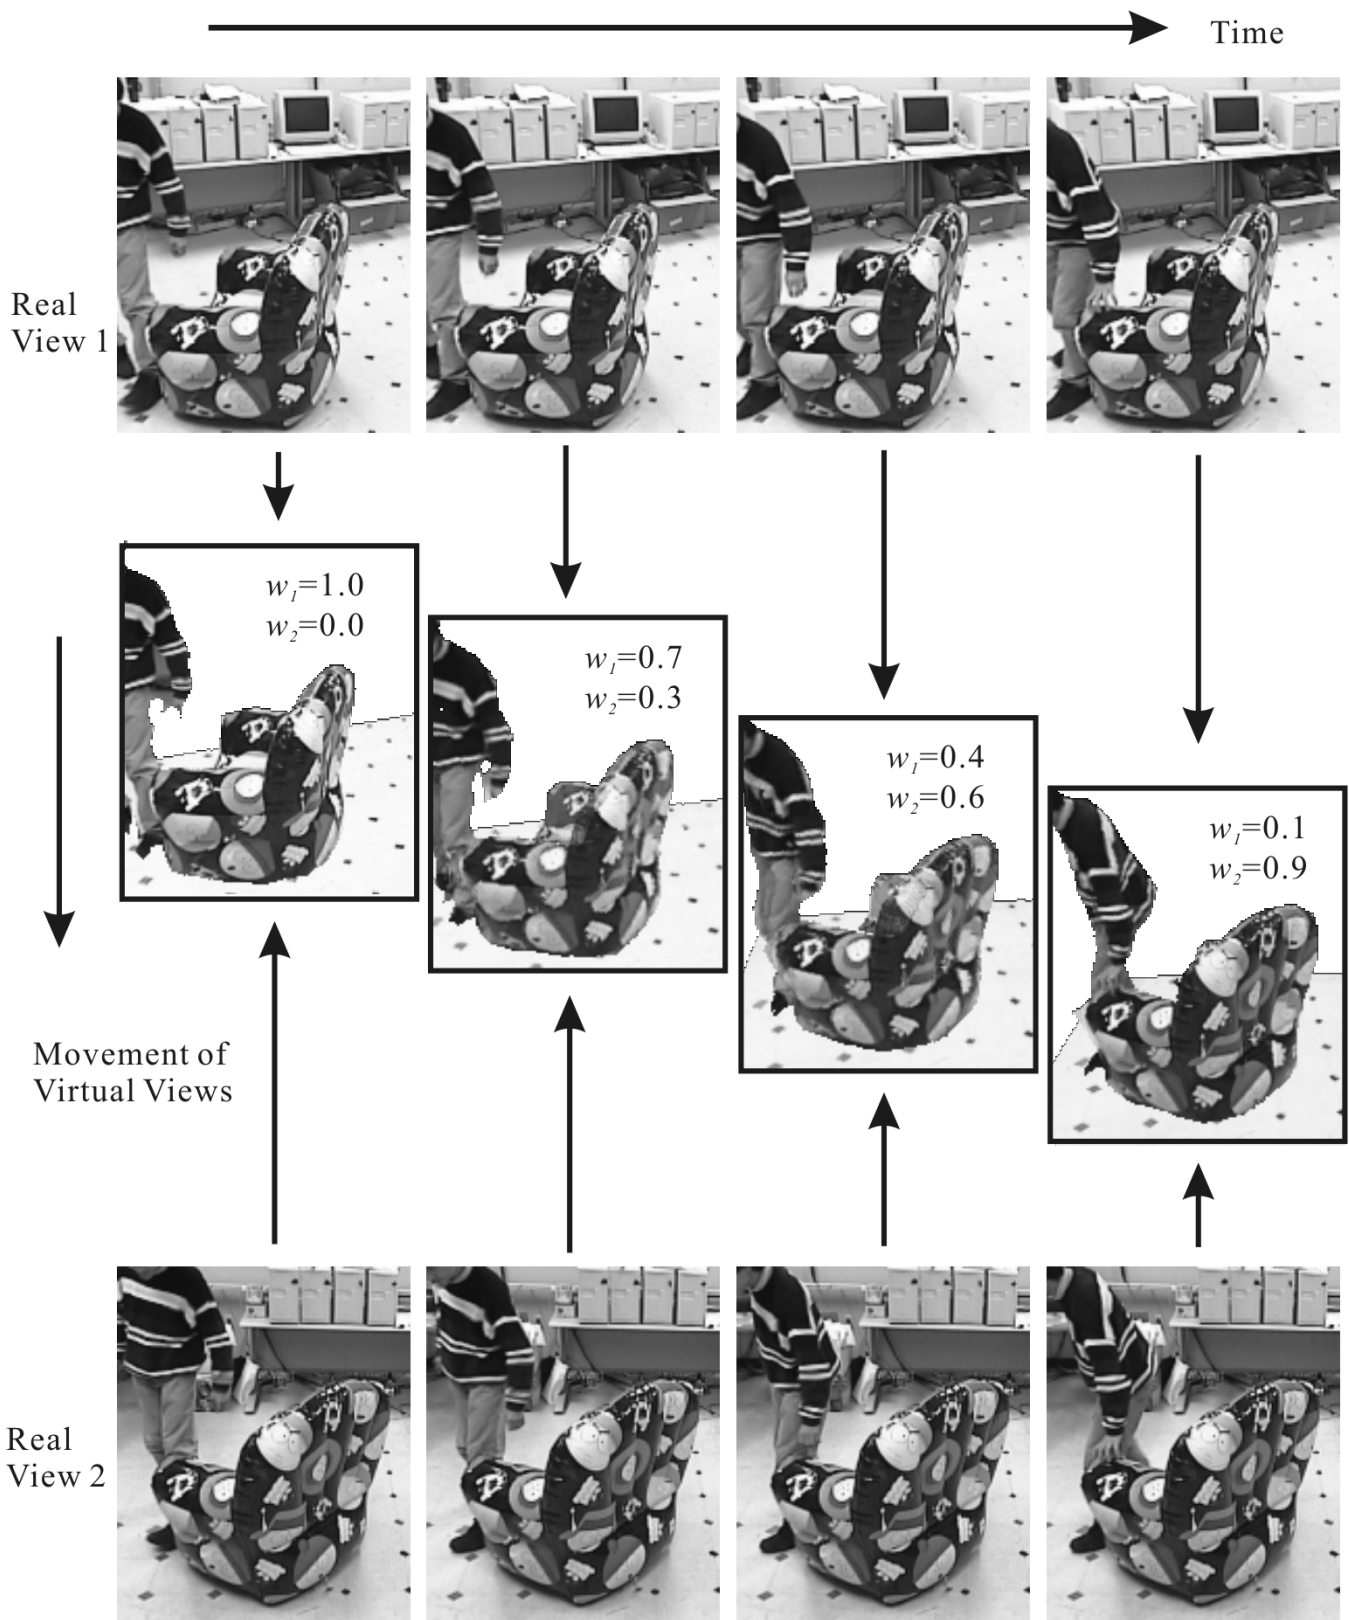 Time
Real
View 1
w₁=1.0
w₂=0.0
w₁=0.7
w₂=0.3
w₁=0.4
w₂=0.6
w₁=0.1
w₂=0.9
Movement of
Virtual Views
Real
View 2